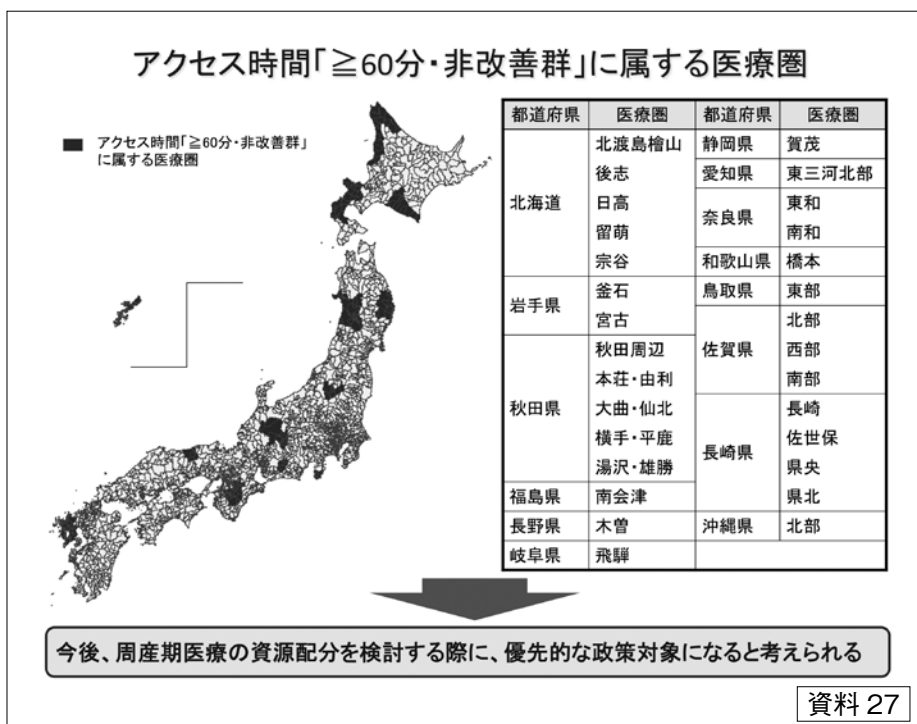 アクセス時間「≧60分・非改善群」に属する医療圏
アクセス時間「≧60分・非改善群」
に属する医療圏
都道府県 医療圏 都道府県 医療圏
北海道
北渡島檜山
後志
日高
留萌
宗谷
岩手県
釜石
宮古
秋田県
秋田周辺
本荘・由利
大曲・仙北
横手・平鹿
湯沢・雄勝
福島県 南会津
長野県 木曽
岐阜県 飛騨
静岡県 賀茂
愛知県 東三河北部
奈良県
東和
南和
和歌山県 橋本
鳥取県 東部
佐賀県
北部
西部
南部
長崎県
長崎
佐世保
県央
県北
沖縄県 北部
今後、周産期医療の資源配分を検討する際に、優先的な政策対象になると考えられる
資料 27